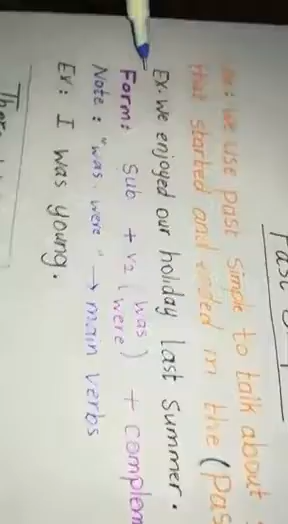 Past S
we use past simple to talk about
that started and ended in the (Pas
Ex. we enjoyed our holiday last summer.
Form: sub + v2 (was were) + complem
Note: "was, were" → main verbs
Ex: I was young.